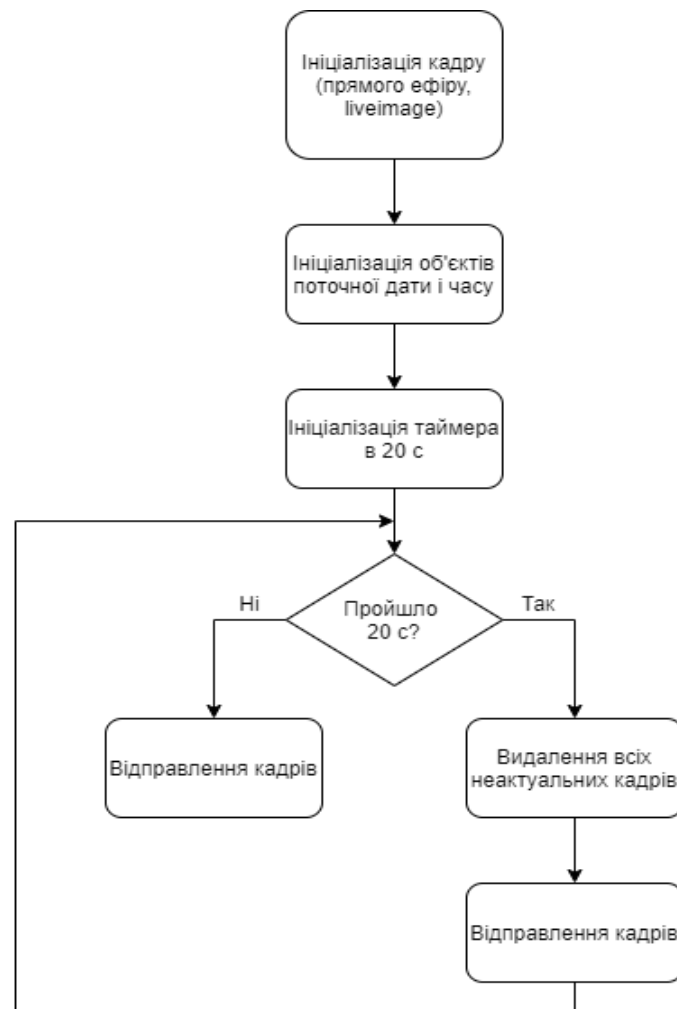 Ініціалізація кадру
(прямого ефіру,
liveimage)
Ініціалізація об'єктів
поточної дати і часу
Ініціалізація таймера
в 20 с
Ні
Пройшло
20 с?
Так
Відправлення кадрів
Видалення всіх
неактуальних кадрів
Відправлення кадрів